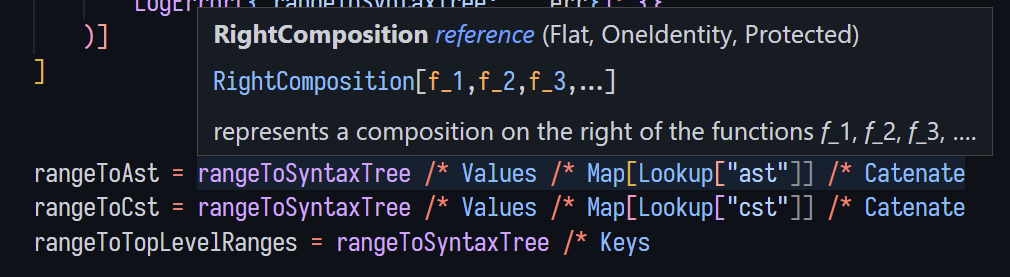 LogError[3 "rangeToSyntaxTree: " err}]; }}
)]
]
RightComposition reference (Flat, OneIdentity, Protected)
RightComposition[f_1,f_2,f_3,…]
represents a composition on the right of the functions f_1, f_2, f_3, ….
rangeToAst = rangeToSyntaxTree /* Values /* Map[Lookup["ast"]] /* Catenate
rangeToCst = rangeToSyntaxTree /* Values /* Map[Lookup["cst"]] /* Catenate
rangeToTopLevelRanges = rangeToSyntaxTree /* Keys